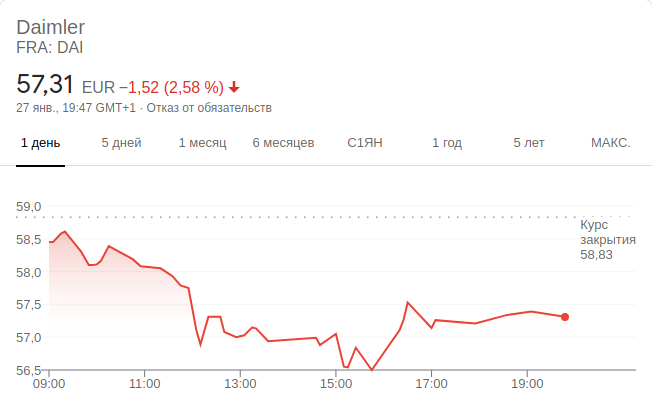 Daimler
FRA: DAI
57,31 EUR −1,52 (2,58 %)
27 янв., 19:47 GMT+1 · Отказ от обязательств
1 день 5 дней 1 месяц 6 месяцев С1ЯН 1 год 5 лет МАКС.
59,0
Курс
закрытия
58,83
58,5
58,0
57,5
57,0
56,5
09:00 11:00 13:00 15:00 17:00 19:00